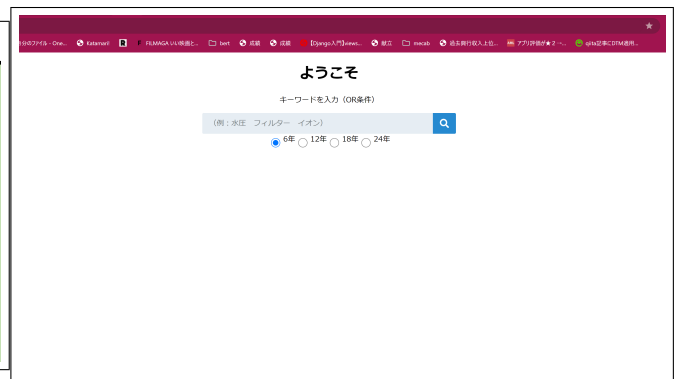 分のファイル - One... Katamari! R FILMAGA いい映画と... bert 成績 成績 【Django入門】views... 献立 mecab 過去興行収入上位... アプリ評価が★2 -... qiita記事CDTM適用...
ようこそ
キーワードを入力（OR条件）
（例：水圧　フィルター　イオン）
6年 12年 18年 24年